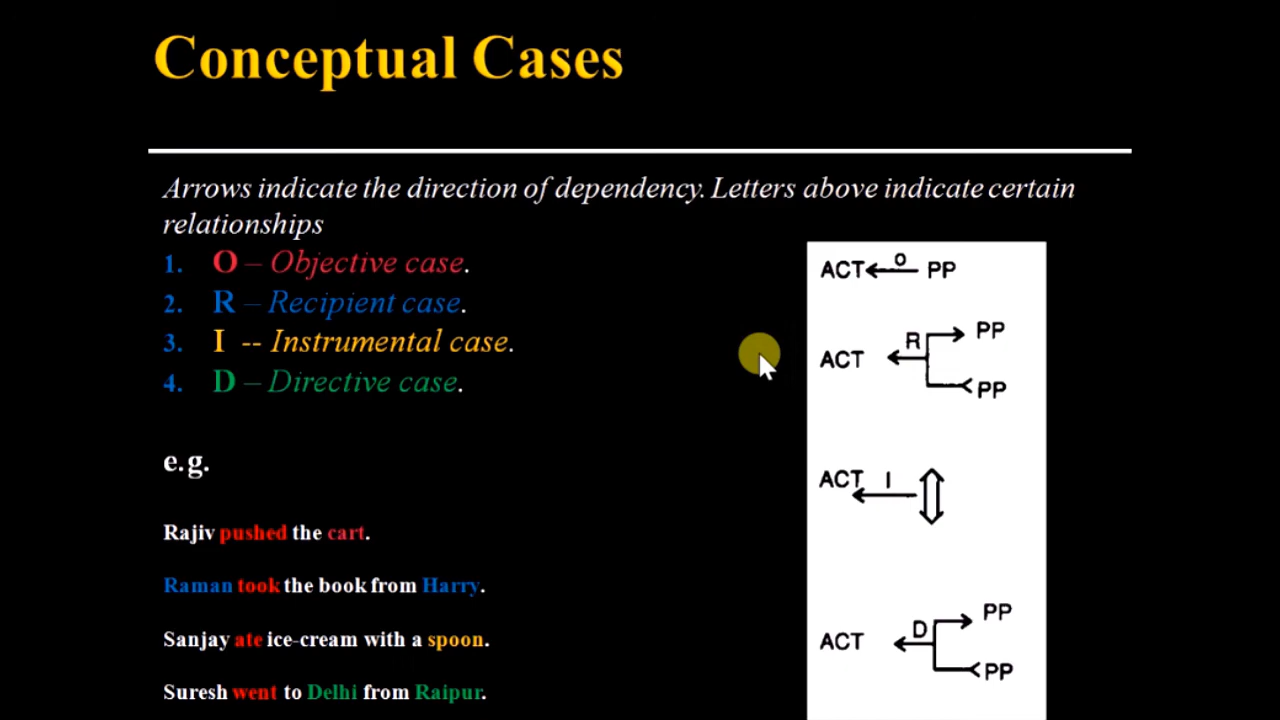 Conceptual Cases
Arrows indicate the direction of dependency. Letters above indicate certain
relationships
1. O – Objective case.
2. R – Recipient case.
3. I -- Instrumental case.
4. D – Directive case.
e.g.
Rajiv pushed the cart.
Raman took the book from Harry.
Sanjay ate ice-cream with a spoon.
Suresh went to Delhi from Raipur.
ACT O PP
R PP
ACT
PP
ACT I
PP
ACT D
PP